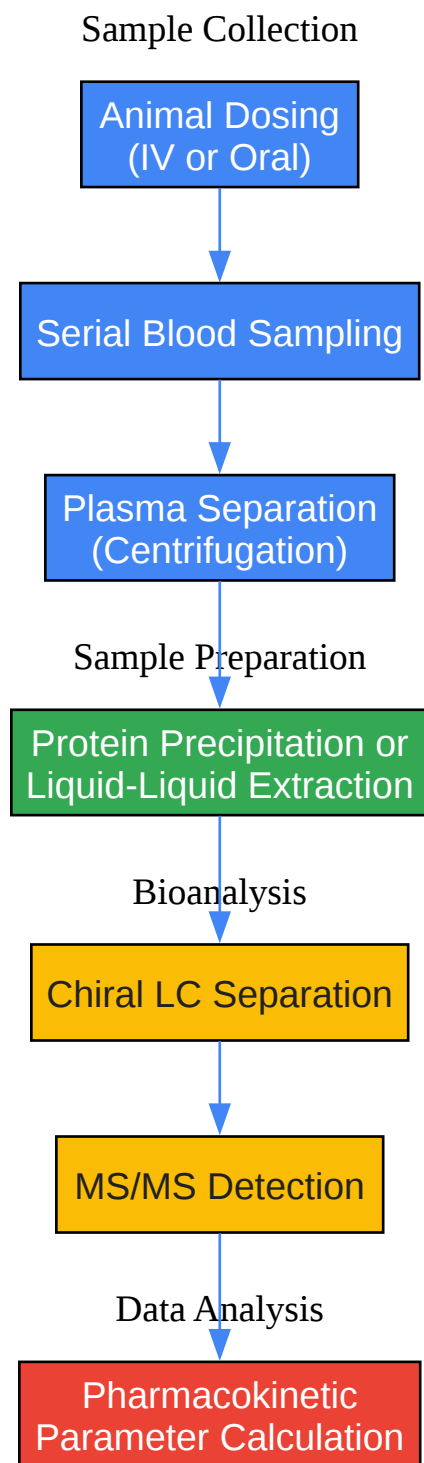 Sample Collection
Animal Dosing
(IV or Oral)
Serial Blood Sampling
Plasma Separation
(Centrifugation)
Sample Preparation
Protein Precipitation or
Liquid-Liquid Extraction
Bioanalysis
Chiral LC Separation
MS/MS Detection
Data Analysis
Pharmacokinetic
Parameter Calculation